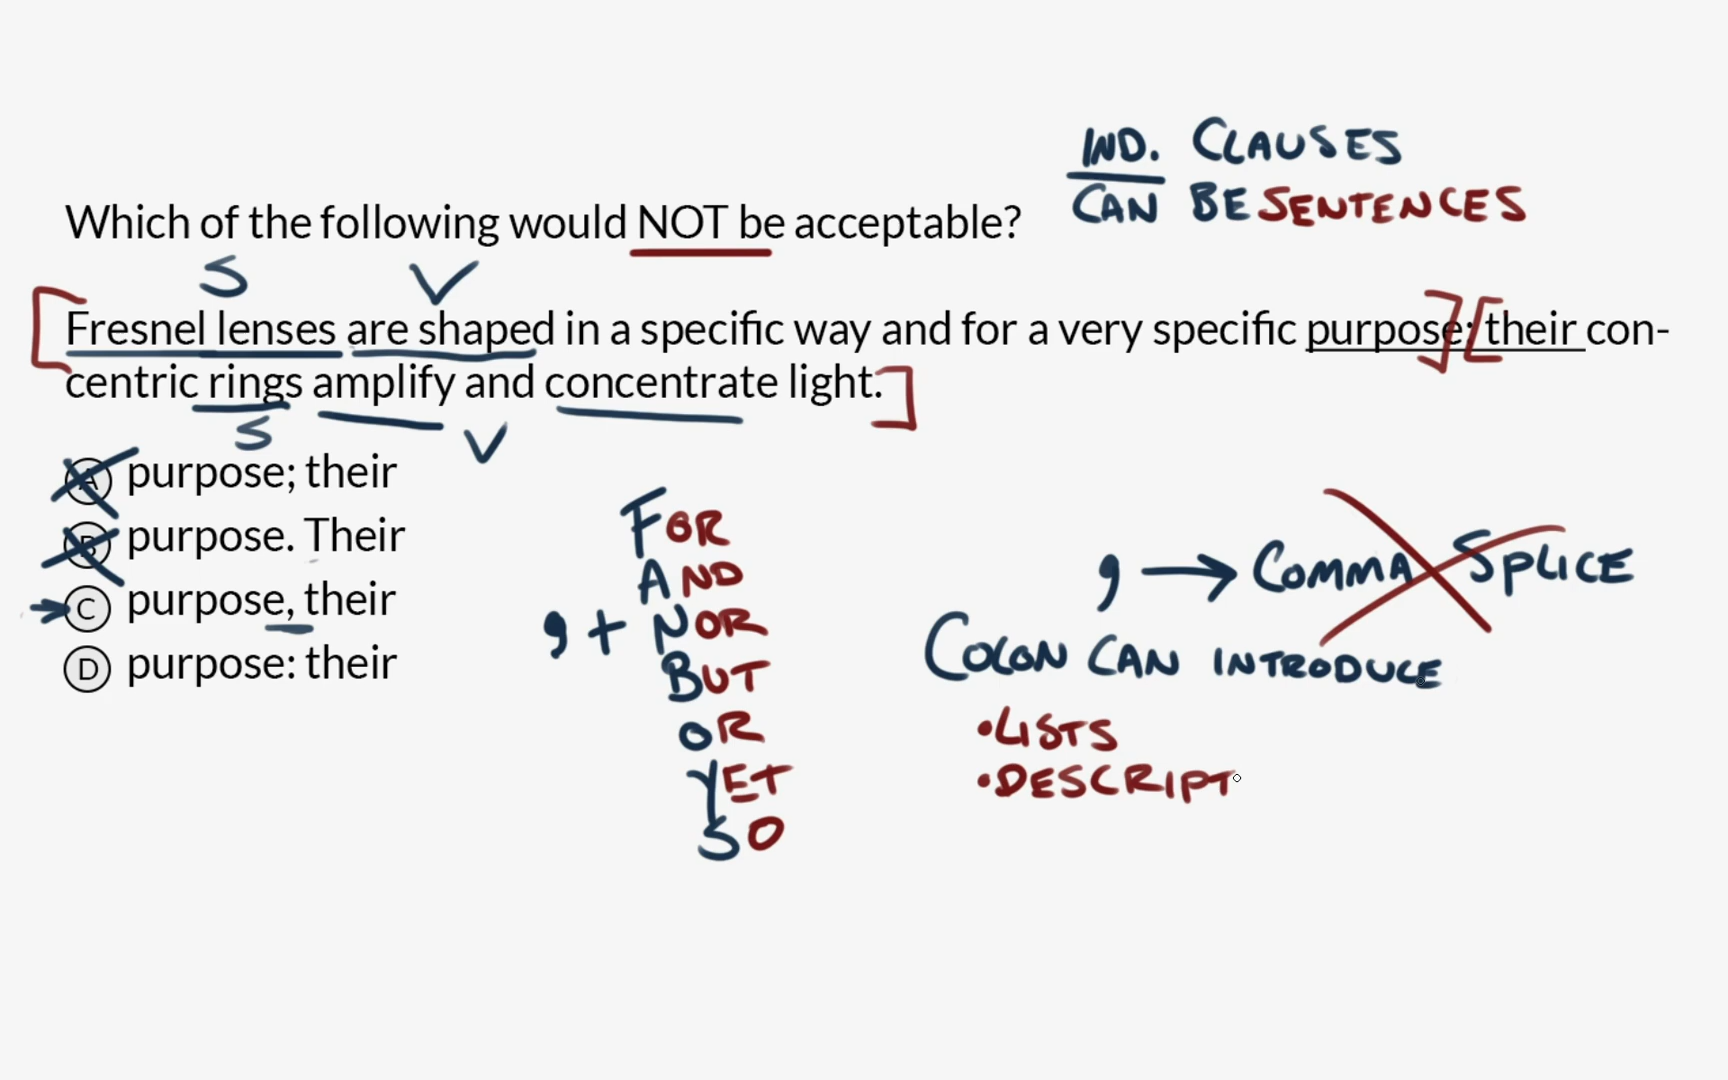 IND. CLAUSES
CAN BE SENTENCES
Which of the following would NOT be acceptable?
S V
Fresnel lenses are shaped in a specific way and for a very specific purpose; their con-
centric rings amplify and concentrate light.
S V
A purpose; their
B purpose. Their
C purpose, their
D purpose: their
FOR
AND
, + NOR
BUT
OR
YET
SO
, → COMMA SPLICE
COLON CAN INTRODUCE
•LISTS
•DESCRIPT